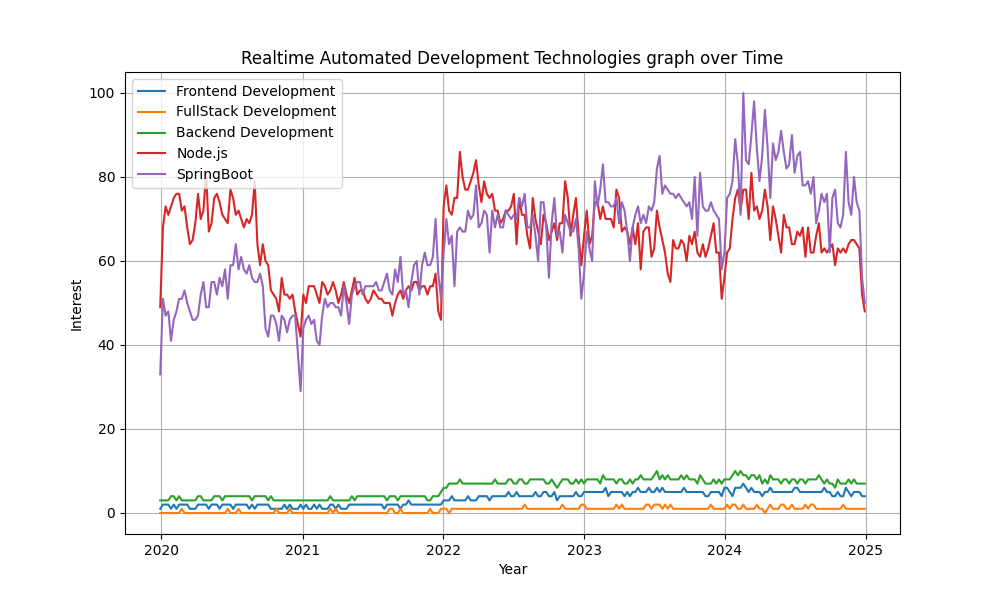 Realtime Automated Development Technologies graph over Time
Frontend Development
FullStack Development
Backend Development
Node.js
SpringBoot
100
80
60
40
20
0
Interest
2020 2021 2022 2023 2024 2025
Year